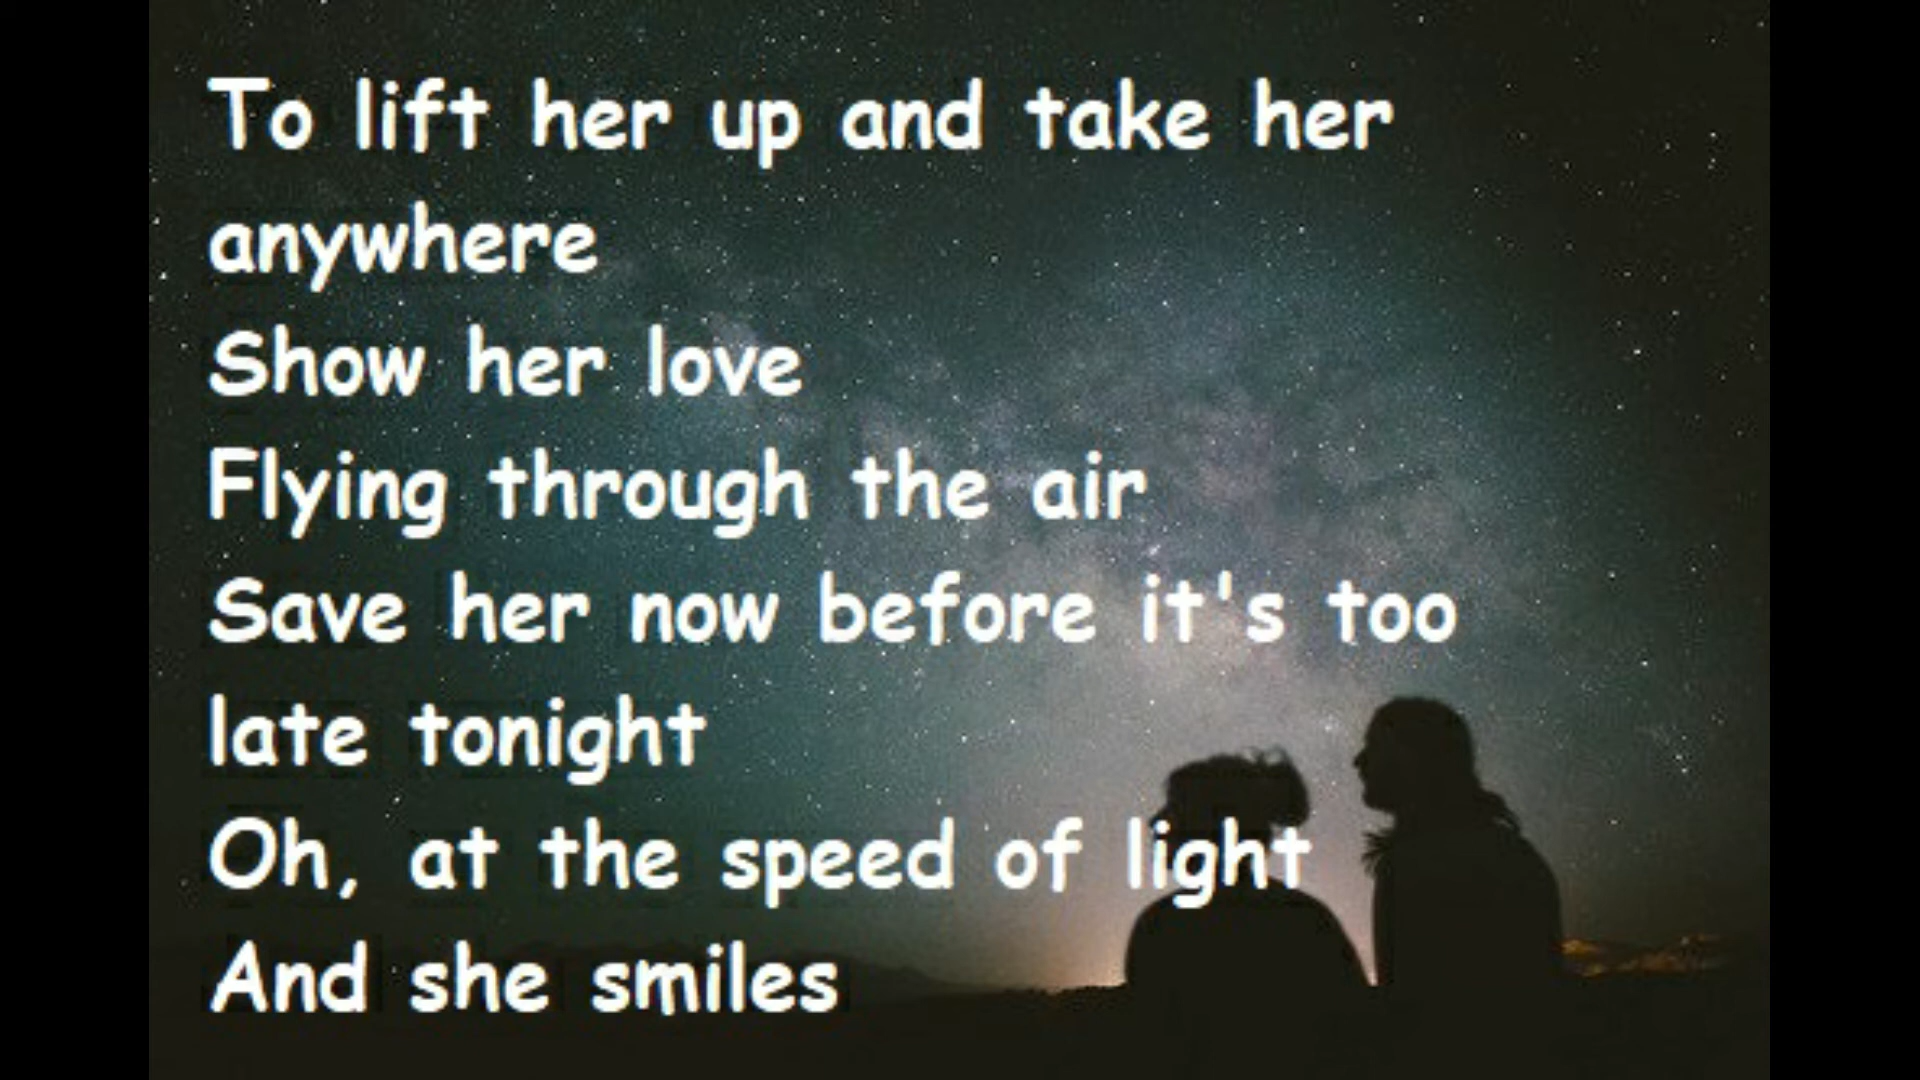 To lift her up and take her
anywhere
Show her love
Flying through the air
Save her now before it's too
late tonight
Oh, at the speed of light
And she smiles